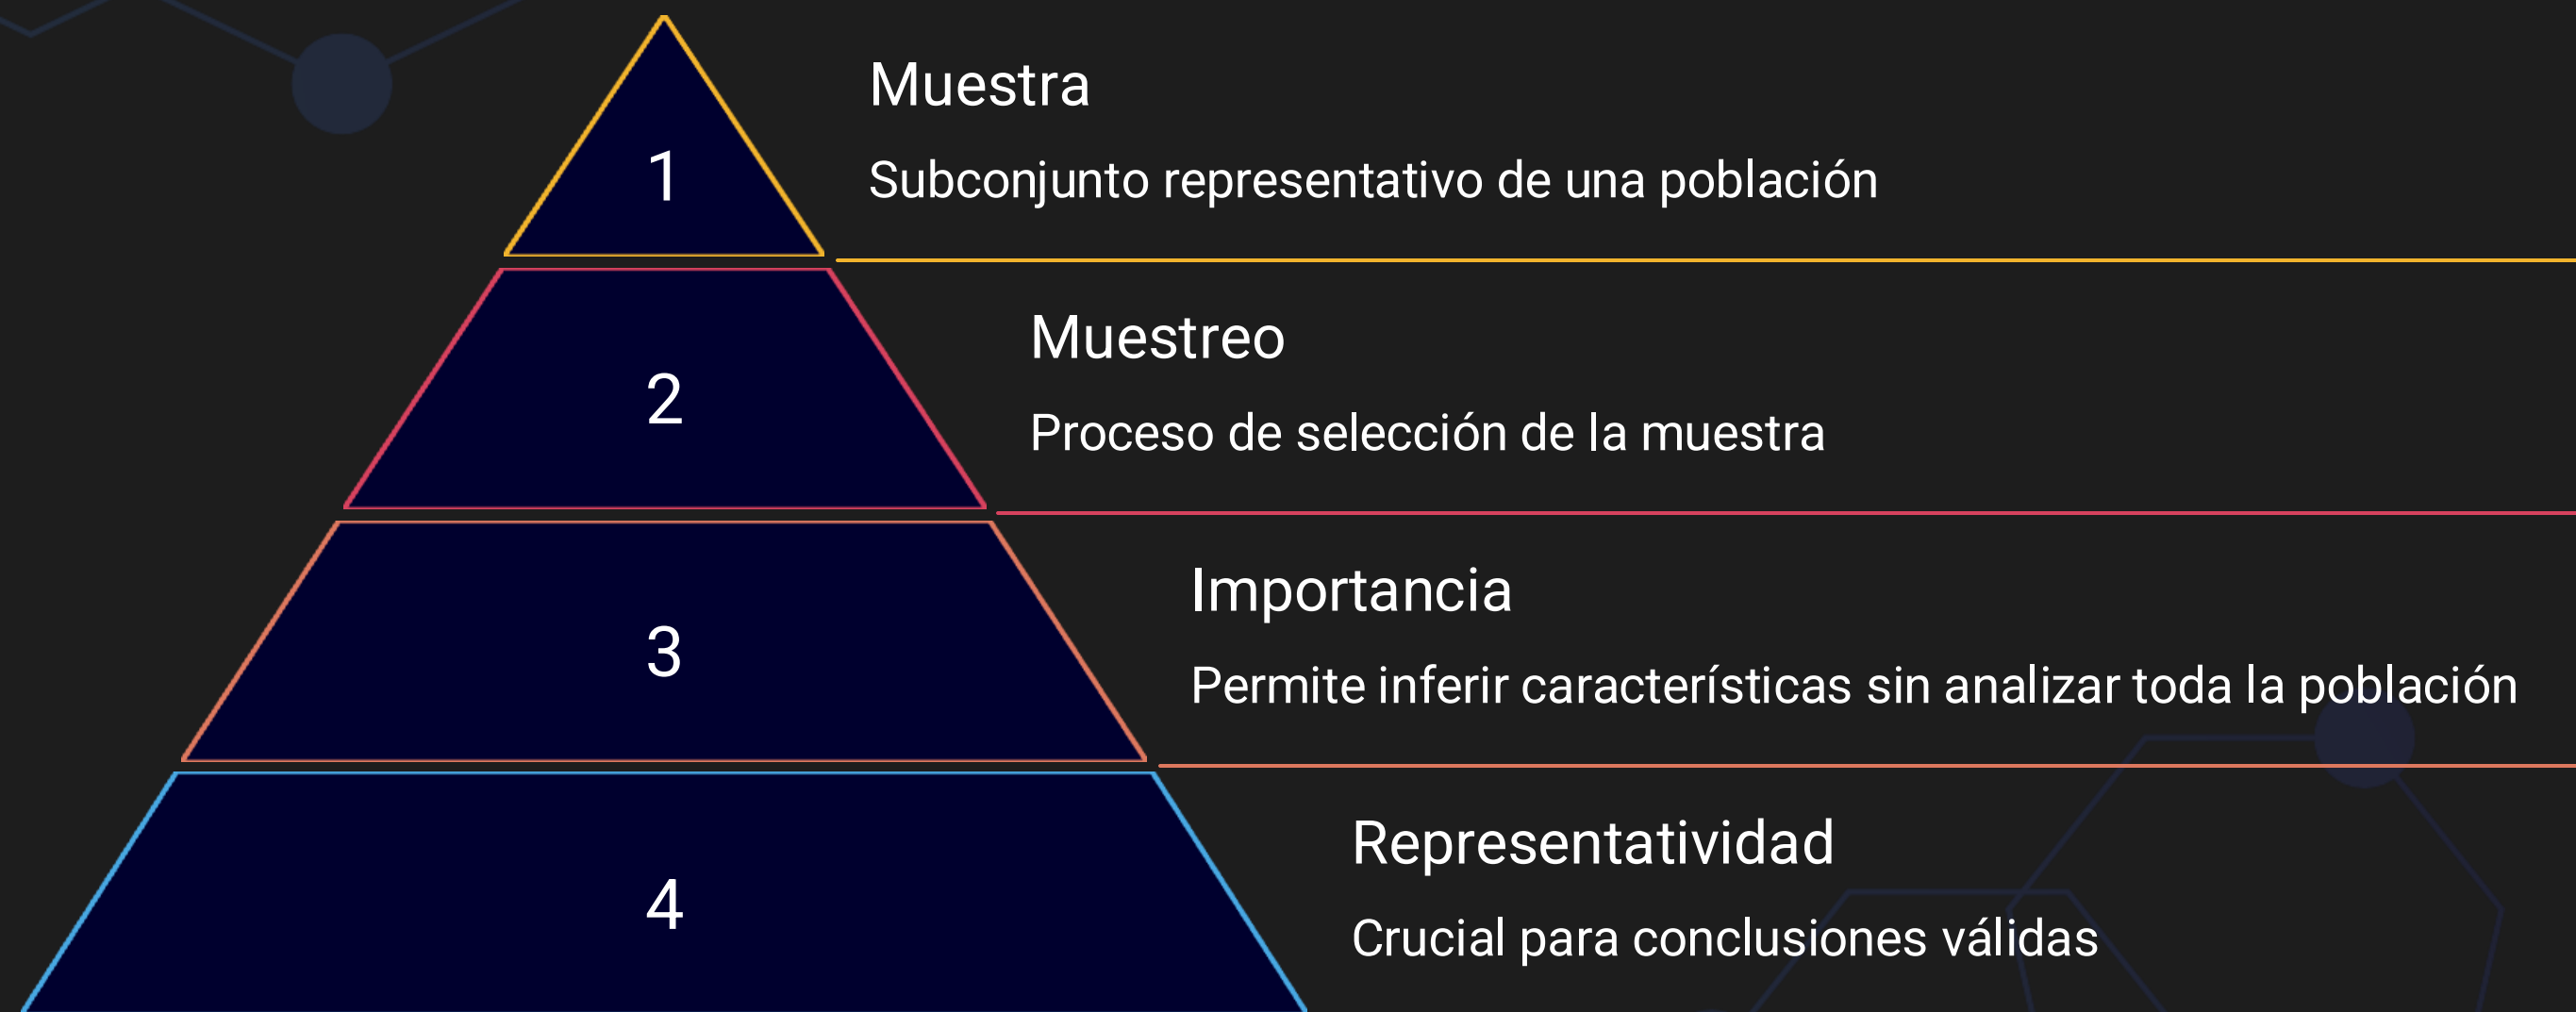 1
Muestra
Subconjunto representativo de una población
2
Muestreo
Proceso de selección de la muestra
3
Importancia
Permite inferir características sin analizar toda la población
4
Representatividad
Crucial para conclusiones válidas